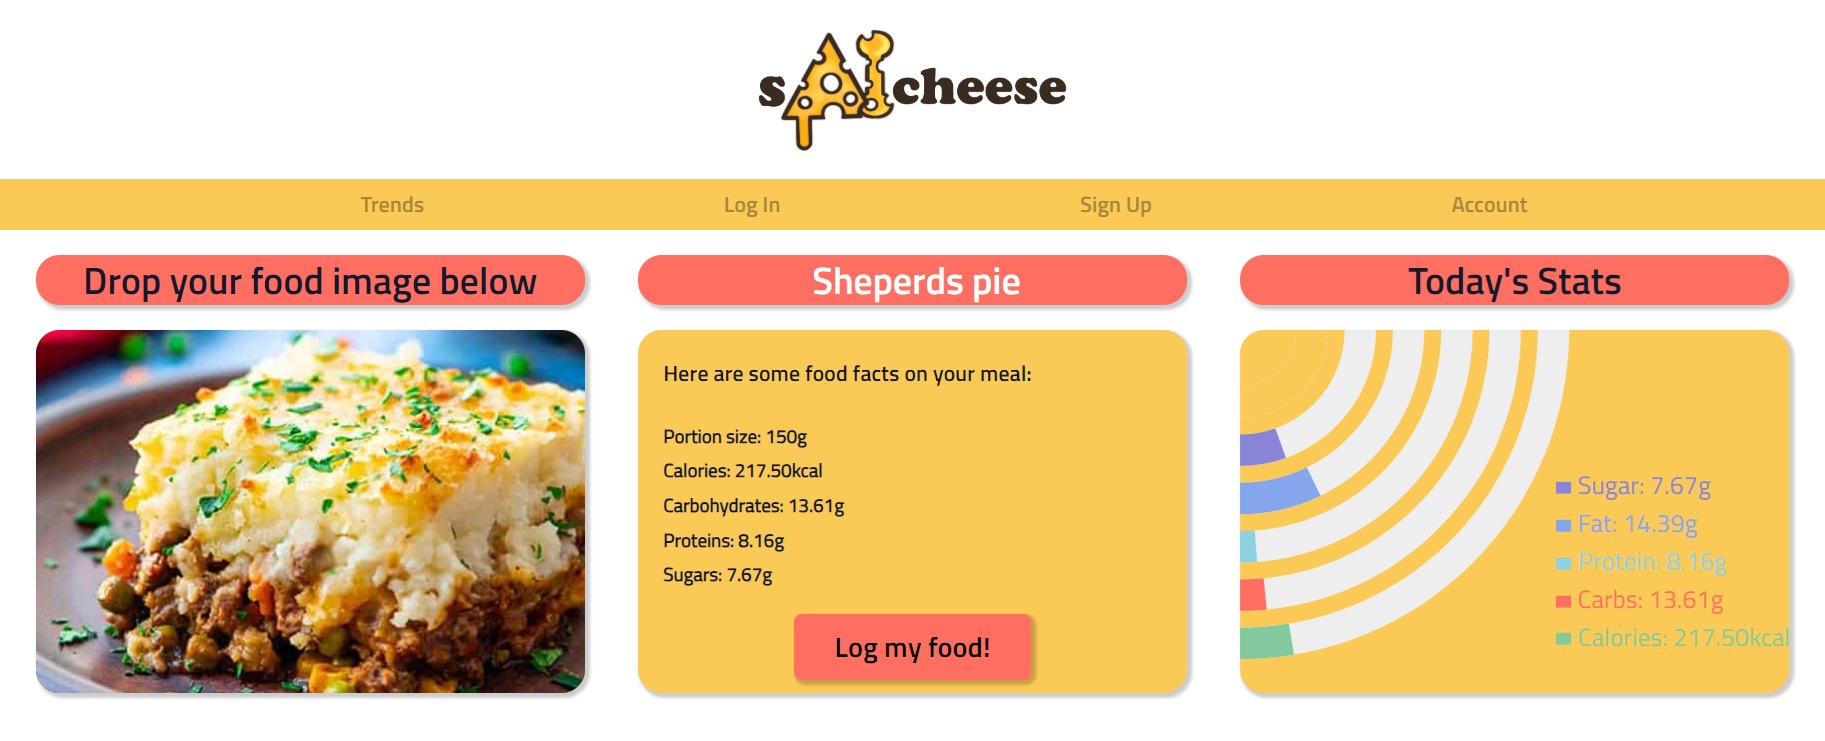 sAIcheese
Trends
Log In
Sign Up
Account
Drop your food image below
Sheperds pie
Here are some food facts on your meal:
Portion size: 150g
Calories: 217.50kcal
Carbohydrates: 13.61g
Proteins: 8.16g
Sugars: 7.67g
Log my food!
Today's Stats
Sugar: 7.67g
Fat: 14.39g
Protein: 8.16g
Carbs: 13.61g
Calories: 217.50kcal